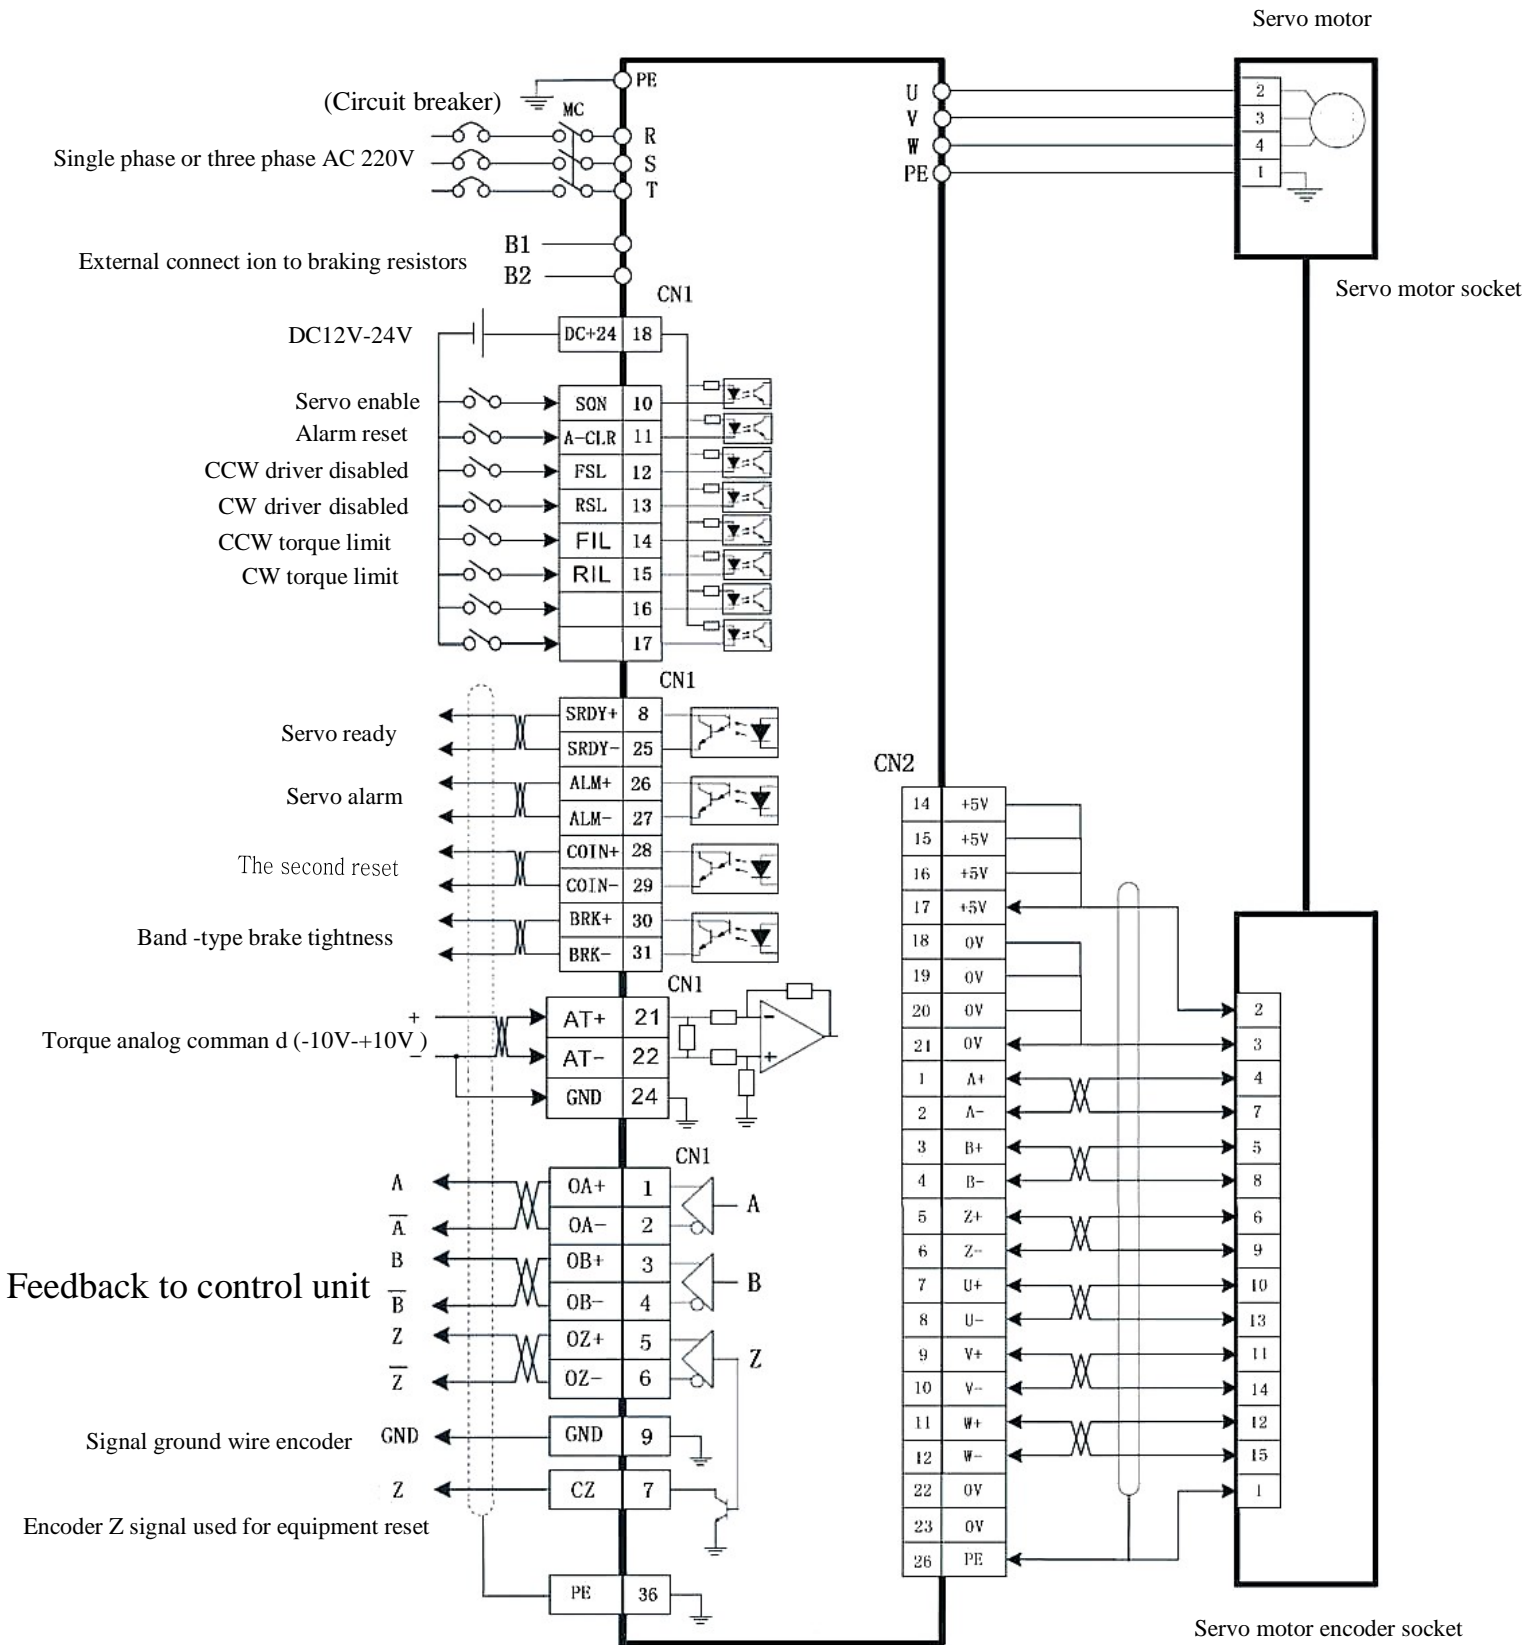 Servo motor
PE
(Circuit breaker)
MC
R
Single phase or three phase AC 220V
S
T
U
V
W
PE
2
3
4
1
B1
External connect ion to braking resistors
B2
Servo motor socket
CN1
DC12V-24V
DC+24 18
Servo enable SON 10
Alarm reset A-CLR 11
CCW driver disabled FSL 12
CW driver disabled RSL 13
CCW torque limit FIL 14
CW torque limit RIL 15
16
17
CN1
Servo ready
SRDY+ 8
SRDY- 25
Servo alarm
ALM+ 26
ALM- 27
The second reset
COIN+ 28
COIN- 29
Band -type brake tightness
BRK+ 30
BRK- 31
CN1
+
Torque analog comman d (-10V-+10V )
−
AT+ 21
AT- 22
GND 24
−
+
CN1
Feedback to control unit
A OA+ 1
A̅ OA- 2
A
B OB+ 3
B̅ OB- 4
B
Z OZ+ 5
Z̅ OZ- 6
Z
Signal ground wire encoder GND GND 9
Z CZ 7
Encoder Z signal used for equipment reset
PE 36
CN2
14 +5V
15 +5V
16 +5V
17 +5V
18 0V
19 0V
20 0V
21 0V
1 A+
2 A-
3 B+
4 B-
5 Z+
6 Z-
7 U+
8 U-
9 V+
10 V-
11 W+
12 W-
22 0V
23 0V
26 PE
2
3
4
7
5
8
6
9
10
13
11
14
12
15
1
Servo motor encoder socket